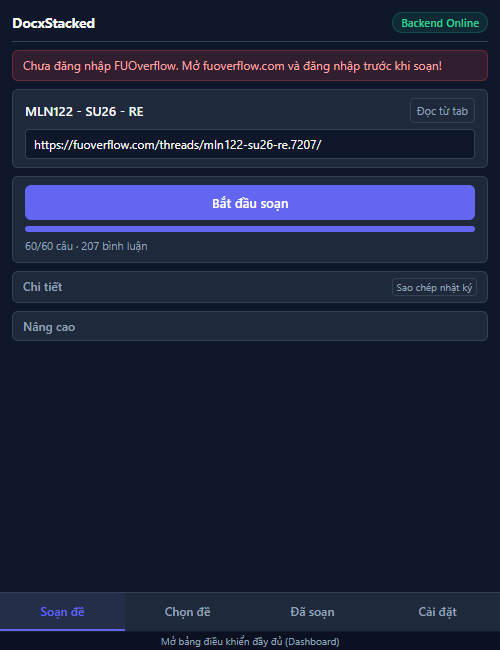 DocxStacked
Backend Online
Chưa đăng nhập FUOverflow. Mở fuoverflow.com và đăng nhập trước khi soạn!
MLN122 - SU26 - RE
Đọc từ tab
https://fuoverflow.com/threads/mln122-su26-re.7207/
Bắt đầu soạn
60/60 câu · 207 bình luận
Chi tiết
Sao chép nhật ký
Nâng cao
Soạn đề
Chọn đề
Đã soạn
Cài đặt
Mở bảng điều khiển đầy đủ (Dashboard)